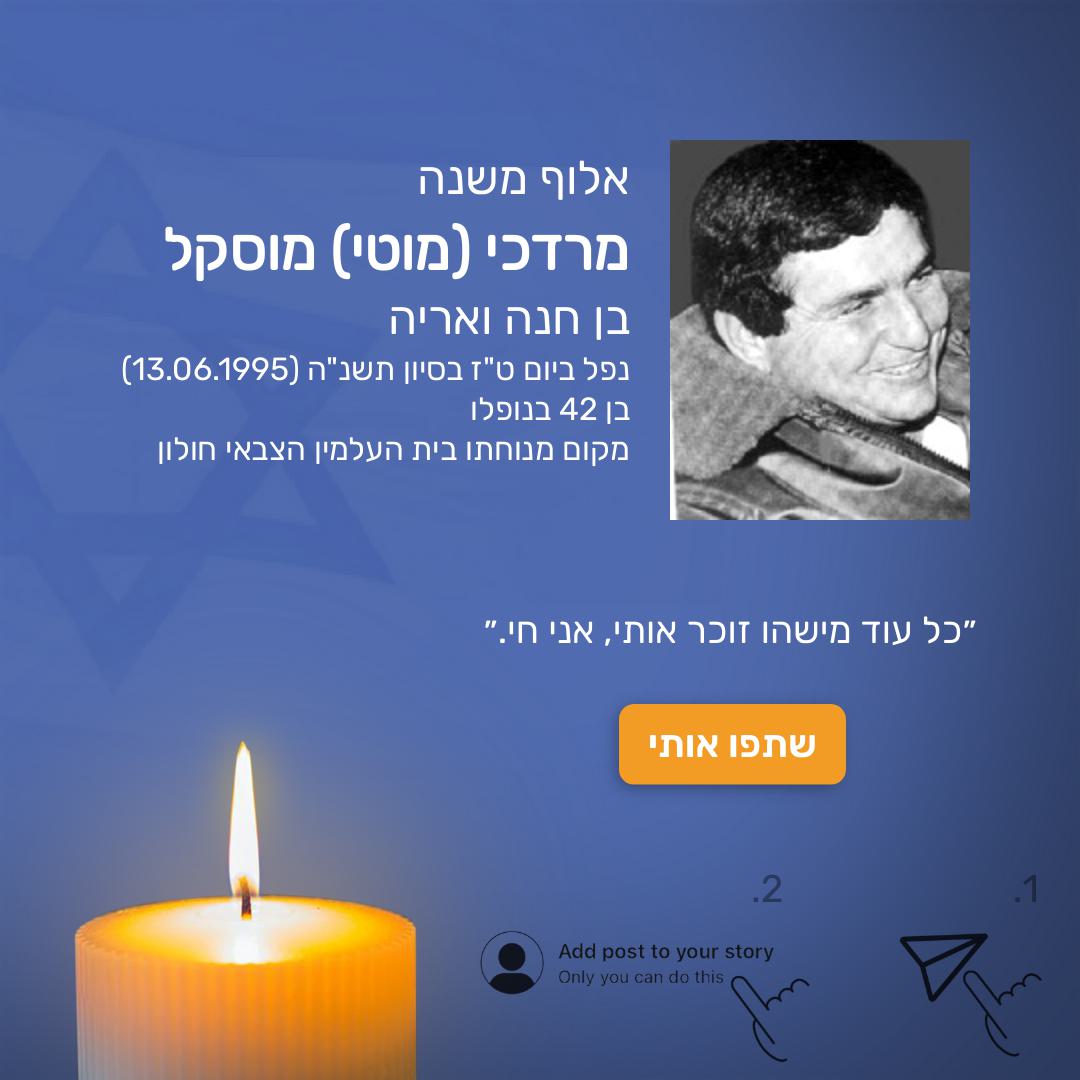 אלוף משנה
מרדכי (מוטי) מוסקל
בן חנה ואריה
נפל ביום ט"ז בסיון תשנ"ה (13.06.1995)
בן 42 בנופלו
מקום מנוחתו בית העלמין הצבאי חולון
״כל עוד מישהו זוכר אותי, אני חי.״
שתפו אותי
1.
2.
Add post to your story
Only you can do this